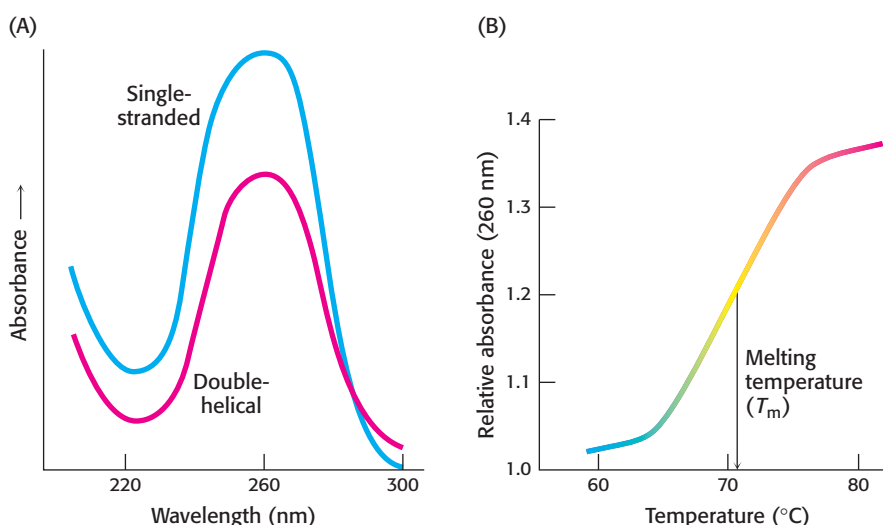 (A)
Absorbance →
Single-
stranded
Double-
helical
220
260
300
Wavelength (nm)
(B)
Relative absorbance (260 nm)
1.4
1.3
1.2
1.1
1.0
Melting
temperature
(Tm)
60
70
80
Temperature (°C)